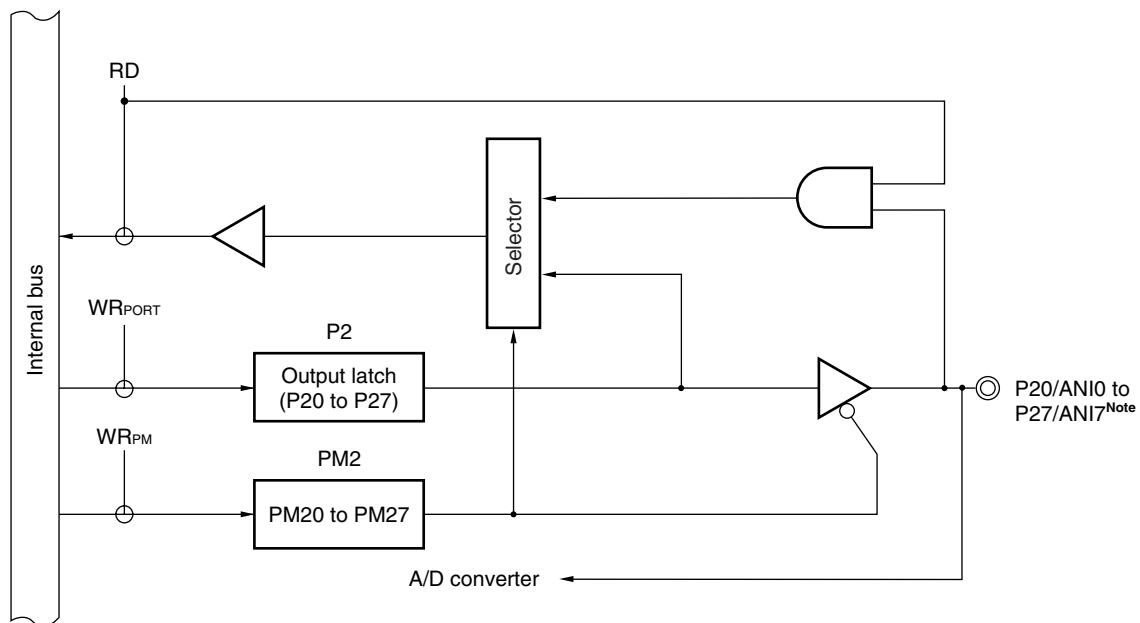 RD
Selector
Internal bus
WRPORT
P2
Output latch
(P20 to P27)
P20/ANI0 to
P27/ANI7Note
WRPM
PM2
PM20 to PM27
A/D converter